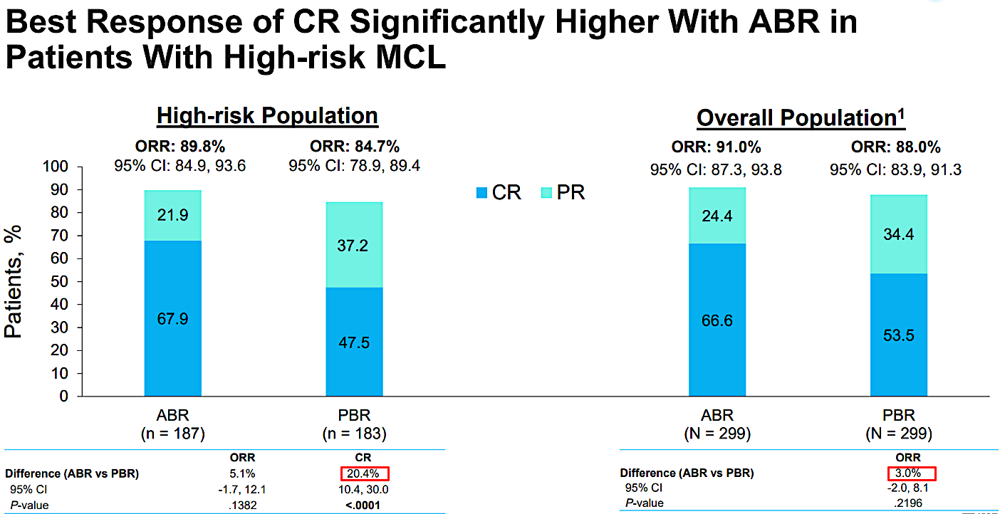 Best Response of CR Significantly Higher With ABR in
Patients With High-risk MCL
High-risk Population
ORR: 89.8%
95% CI: 84.9, 93.6
ORR: 84.7%
95% CI: 78.9, 89.4
Overall Population1
ORR: 91.0%
95% CI: 87.3, 93.8
ORR: 88.0%
95% CI: 83.9, 91.3
CR
PR
Patients, %
100
90
80
70
60
50
40
30
20
10
0
21.9
67.9
37.2
47.5
24.4
66.6
34.4
53.5
ABR
(n = 187)
PBR
(n = 183)
ABR
(N = 299)
PBR
(N = 299)
ORR CR
Difference (ABR vs PBR) 5.1% 20.4%
95% CI -1.7, 12.1 10.4, 30.0
P-value .1382 <.0001
ORR
Difference (ABR vs PBR) 3.0%
95% CI -2.0, 8.1
P-value .2196